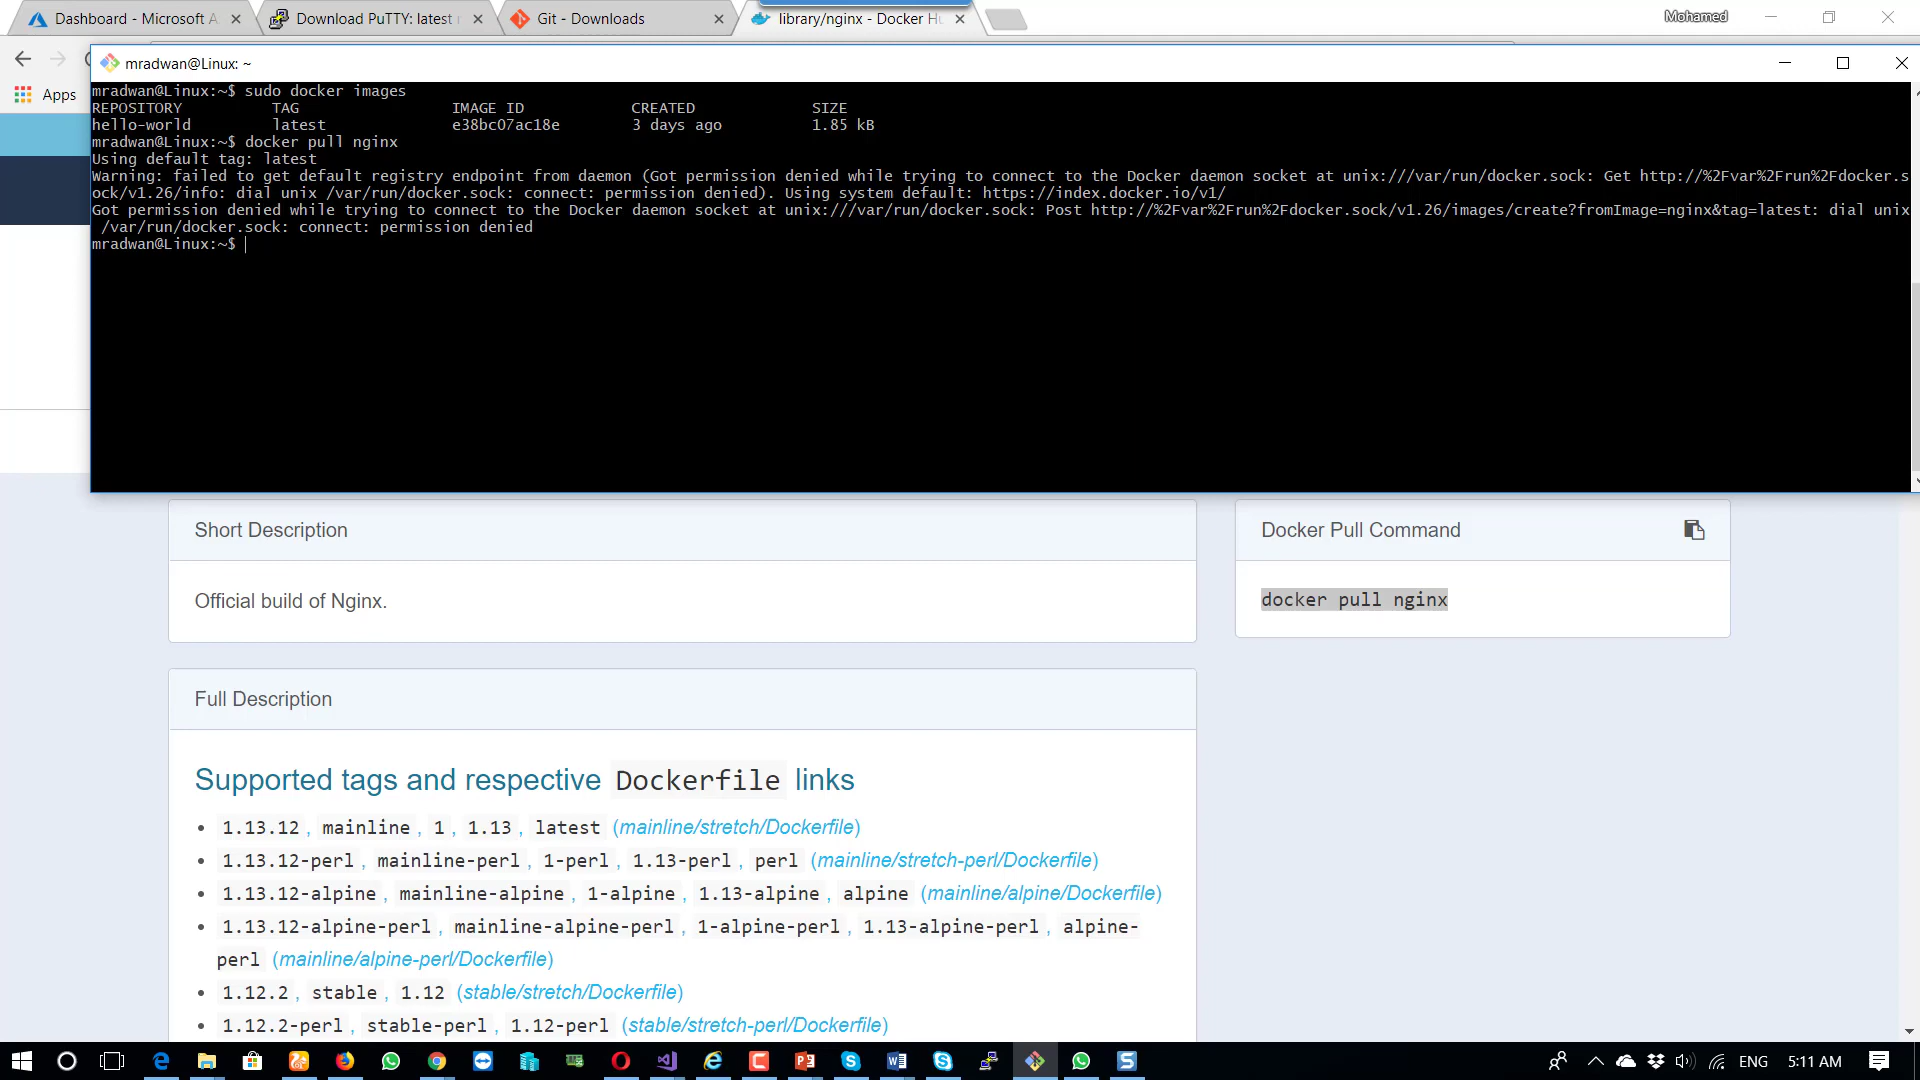 Dashboard - Microsoft A
Download PuTTY: latest
Git - Downloads
library/nginx - Docker H
Mohamed
Apps
mradwan@Linux: ~
mradwan@Linux:~$ sudo docker images
REPOSITORY TAG IMAGE ID CREATED SIZE
hello-world latest e38bc07ac18e 3 days ago 1.85 kB
mradwan@Linux:~$ docker pull nginx
Using default tag: latest
Warning: failed to get default registry endpoint from daemon (Got permission denied while trying to connect to the Docker daemon socket at unix:///var/run/docker.sock: Get http://%2Fvar%2Frun%2Fdocker.s
ock/v1.26/info: dial unix /var/run/docker.sock: connect: permission denied). Using system default: https://index.docker.io/v1/
Got permission denied while trying to connect to the Docker daemon socket at unix:///var/run/docker.sock: Post http://%2Fvar%2Frun%2Fdocker.sock/v1.26/images/create?fromImage=nginx&tag=latest: dial unix
/var/run/docker.sock: connect: permission denied
mradwan@Linux:~$
Short Description
Official build of Nginx.
Docker Pull Command
docker pull nginx
Full Description
Supported tags and respective Dockerfile links
• 1.13.12, mainline, 1, 1.13, latest (mainline/stretch/Dockerfile)
• 1.13.12-perl, mainline-perl, 1-perl, 1.13-perl, perl (mainline/stretch-perl/Dockerfile)
• 1.13.12-alpine, mainline-alpine, 1-alpine, 1.13-alpine, alpine (mainline/alpine/Dockerfile)
• 1.13.12-alpine-perl, mainline-alpine-perl, 1-alpine-perl, 1.13-alpine-perl, alpine-
perl (mainline/alpine-perl/Dockerfile)
• 1.12.2, stable, 1.12 (stable/stretch/Dockerfile)
• 1.12.2-perl, stable-perl, 1.12-perl (stable/stretch-perl/Dockerfile)
ENG
5:11 AM